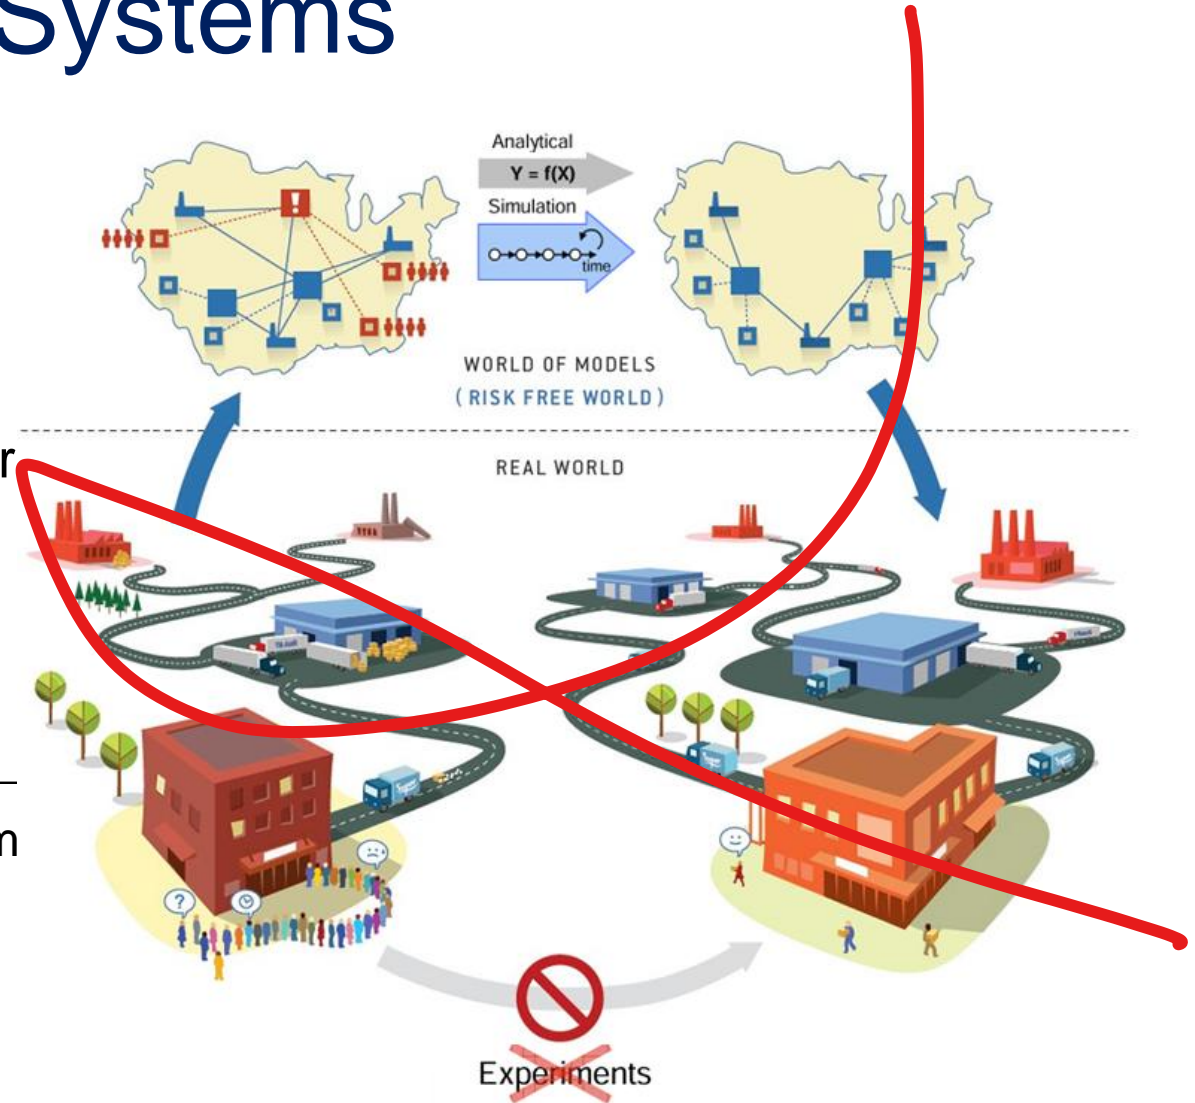 Systems
Analytical
Y = f(X)
Simulation
time
WORLD OF MODELS
( RISK FREE WORLD )
r
REAL WORLD
m
?
Experiments